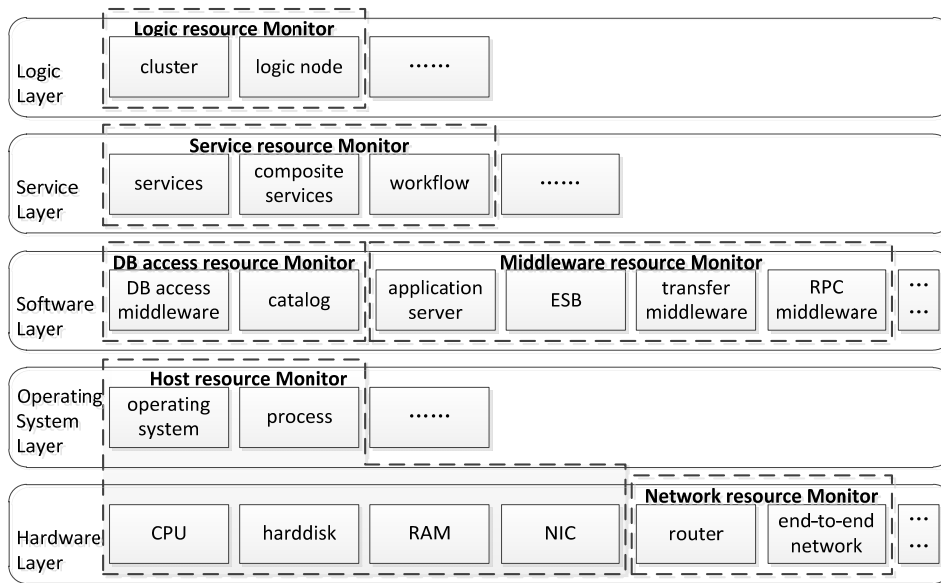 Logic resource Monitor
Logic
Layer
cluster
logic node
......
Service resource Monitor
Service
Layer
services
composite
services
workflow
......
DB access resource Monitor
Middleware resource Monitor
Software
Layer
DB access
middleware
catalog
application
server
ESB
transfer
middleware
RPC
middleware
...
...
Host resource Monitor
Operating
System
Layer
operating
system
process
......
Network resource Monitor
Hardware
Layer
CPU
harddisk
RAM
NIC
router
end-to-end
network
...
...